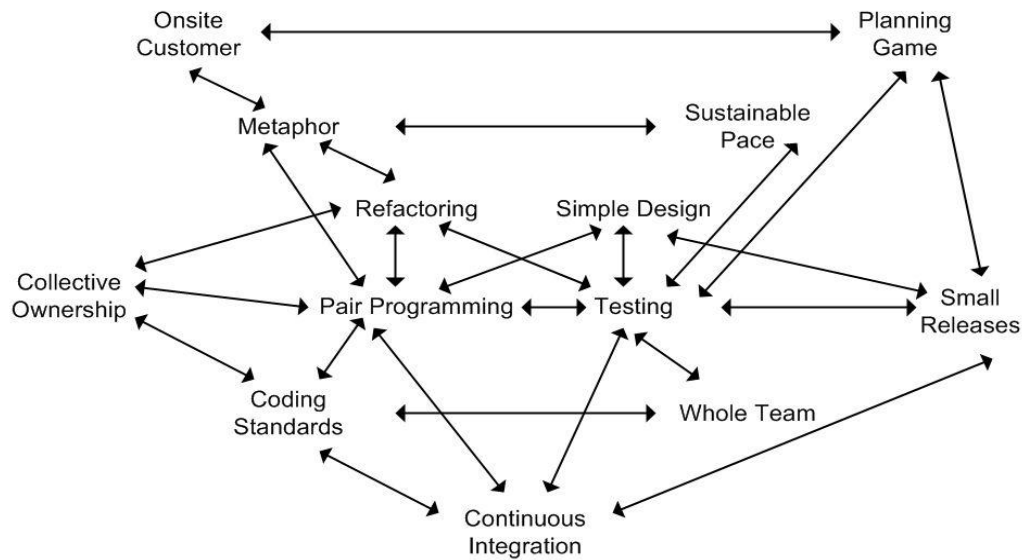 Onsite
Customer
Planning
Game
Metaphor
Sustainable
Pace
Refactoring
Simple Design
Collective
Ownership
Pair Programming
Testing
Small
Releases
Coding
Standards
Whole Team
Continuous
Integration